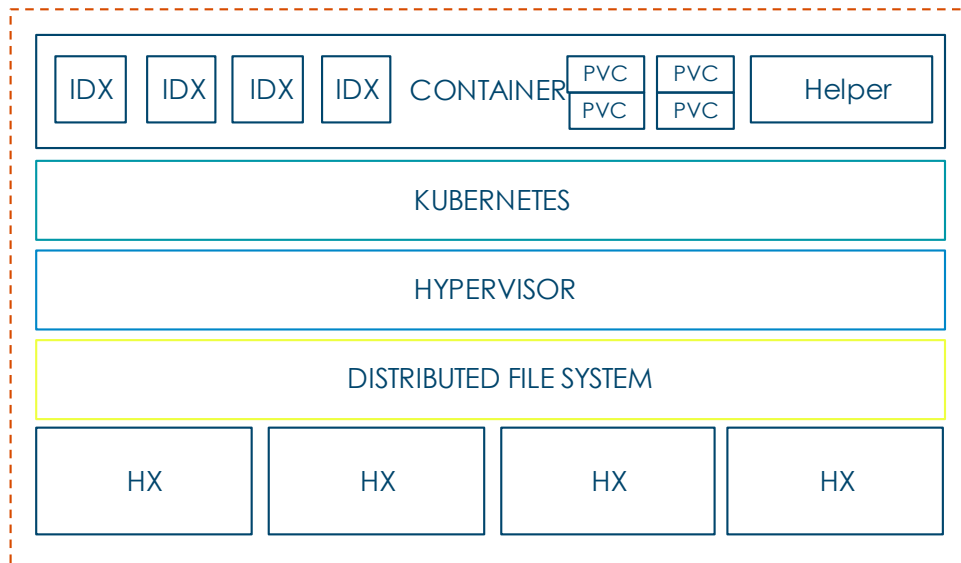 IDX IDX IDX IDX CONTAINER PVC PVC Helper
PVC PVC
KUBERNETES
HYPERVISOR
DISTRIBUTED FILE SYSTEM
HX HX HX HX